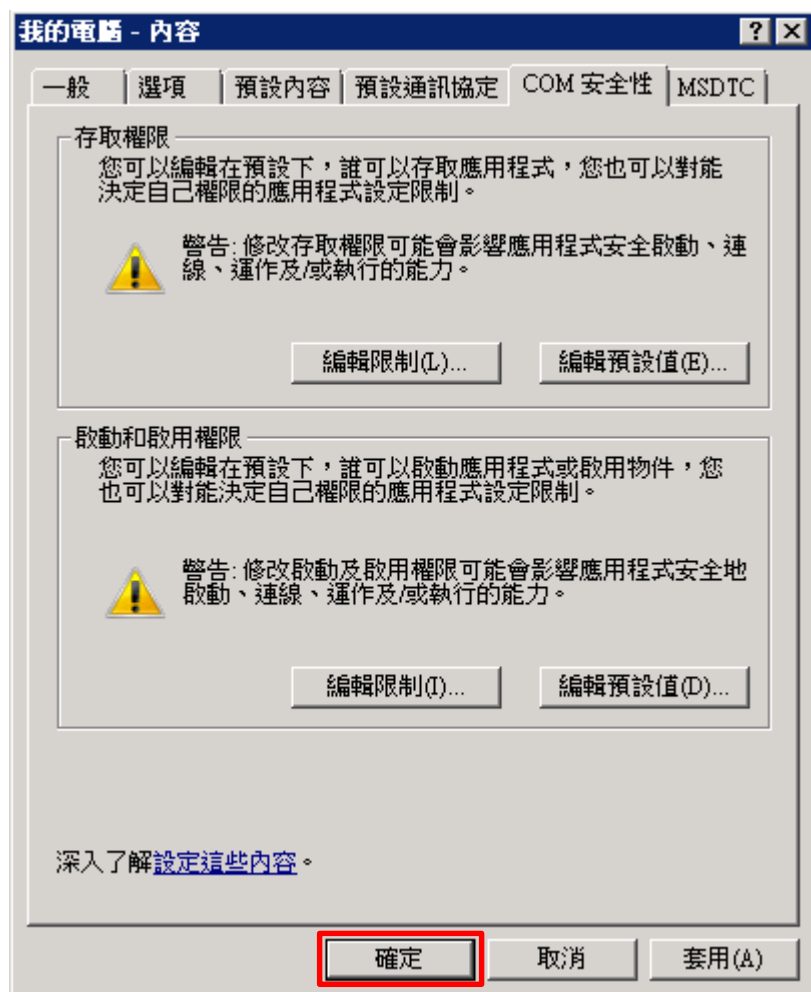 我的電腦 - 內容
一般
選項
預設內容
預設通訊協定
COM 安全性
MSDTC
存取權限
您可以編輯在預設下，誰可以存取應用程式，您也可以對能
決定自己權限的應用程式設定限制。
警告: 修改存取權限可能會影響應用程式安全啟動、連
線、運作及/或執行的能力。
編輯限制(L)...
編輯預設值(E)...
啟動和啟用權限
您可以編輯在預設下，誰可以啟動應用程式或啟用物件，您
也可以對能決定自己權限的應用程式設定限制。
警告: 修改啟動及啟用權限可能會影響應用程式安全地
啟動、連線、運作及/或執行的能力。
編輯限制(I)...
編輯預設值(D)...
深入了解設定這些內容。
確定
取消
套用(A)